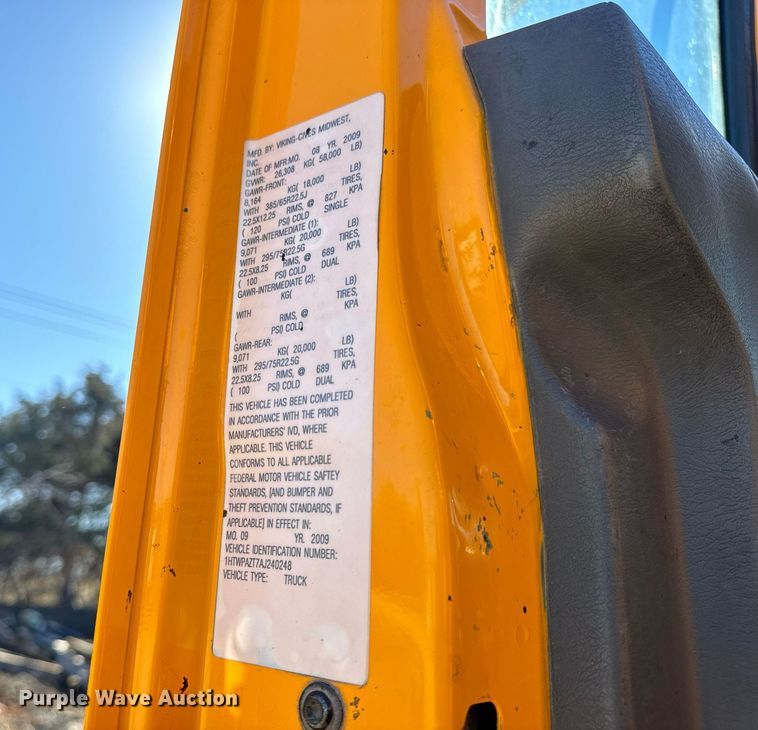 MFD. BY: VIKING-CIVES MIDWEST,
INC.
DATE OF MFR:MO. 08 YR. 2009
GVWR: 26,308 KG( 58,000 LB)
GAWR-FRONT:
8,164 KG( 18,000 LB)
WITH 385/65R22.5J TIRES,
22.5X12.25 RIMS, @ 827 KPA
( 120 PSI) COLD SINGLE
GAWR-INTERMEDIATE (1):
9,071 KG( 20,000 LB)
WITH 295/75R22.5G TIRES,
22.5X8.25 RIMS, @ 689 KPA
( 100 PSI) COLD DUAL
GAWR-INTERMEDIATE (2):
KG( LB)
WITH TIRES,
RIMS, @ KPA
( PSI) COLD
GAWR-REAR:
9,071 KG( 20,000 LB)
WITH 295/75R22.5G TIRES,
22.5X8.25 RIMS, @ 689 KPA
( 100 PSI) COLD DUAL
THIS VEHICLE HAS BEEN COMPLETED
IN ACCORDANCE WITH THE PRIOR
MANUFACTURERS' IVD, WHERE
APPLICABLE. THIS VEHICLE
CONFORMS TO ALL APPLICABLE
FEDERAL MOTOR VEHICLE SAFTEY
STANDARDS, [AND BUMPER AND
THEFT PREVENTION STANDARDS, IF
APPLICABLE] IN EFFECT IN:
MO. 09 YR. 2009
VEHICLE IDENTIFICATION NUMBER:
1HTWPAZT7AJ240248
VEHICLE TYPE: TRUCK
Purple Wave Auction